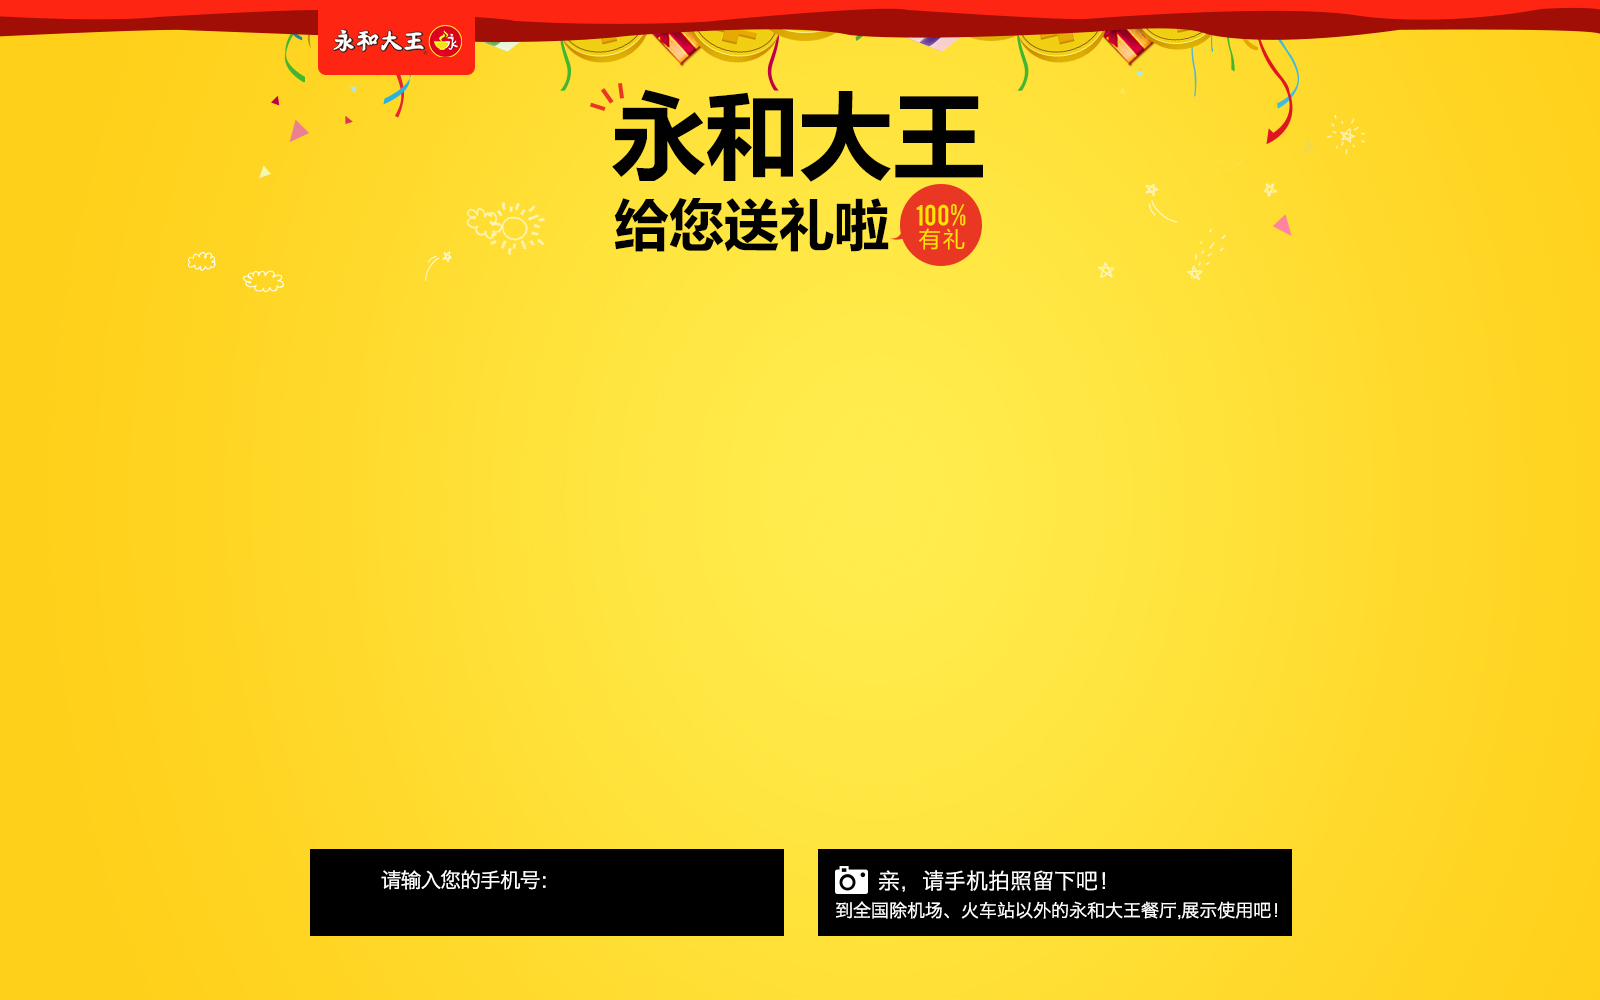 永和大王
永和大王
给您送礼啦
100%
有礼
请输入您的手机号：
亲，请手机拍照留下吧！
到全国除机场、火车站以外的永和大王餐厅,展示使用吧！